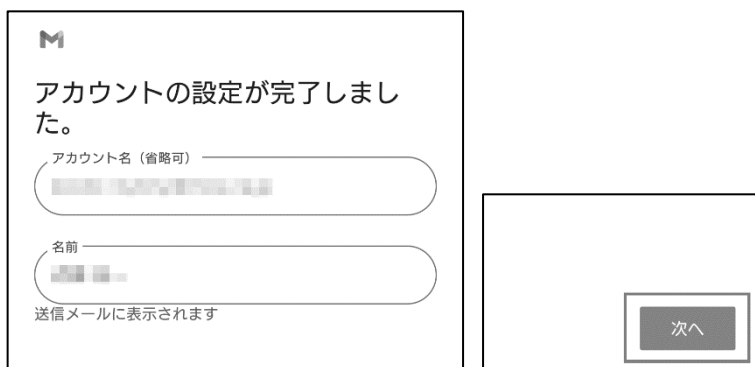 アカウントの設定が完了しまし
た。
アカウント名（省略可）
名前
送信メールに表示されます
次へ